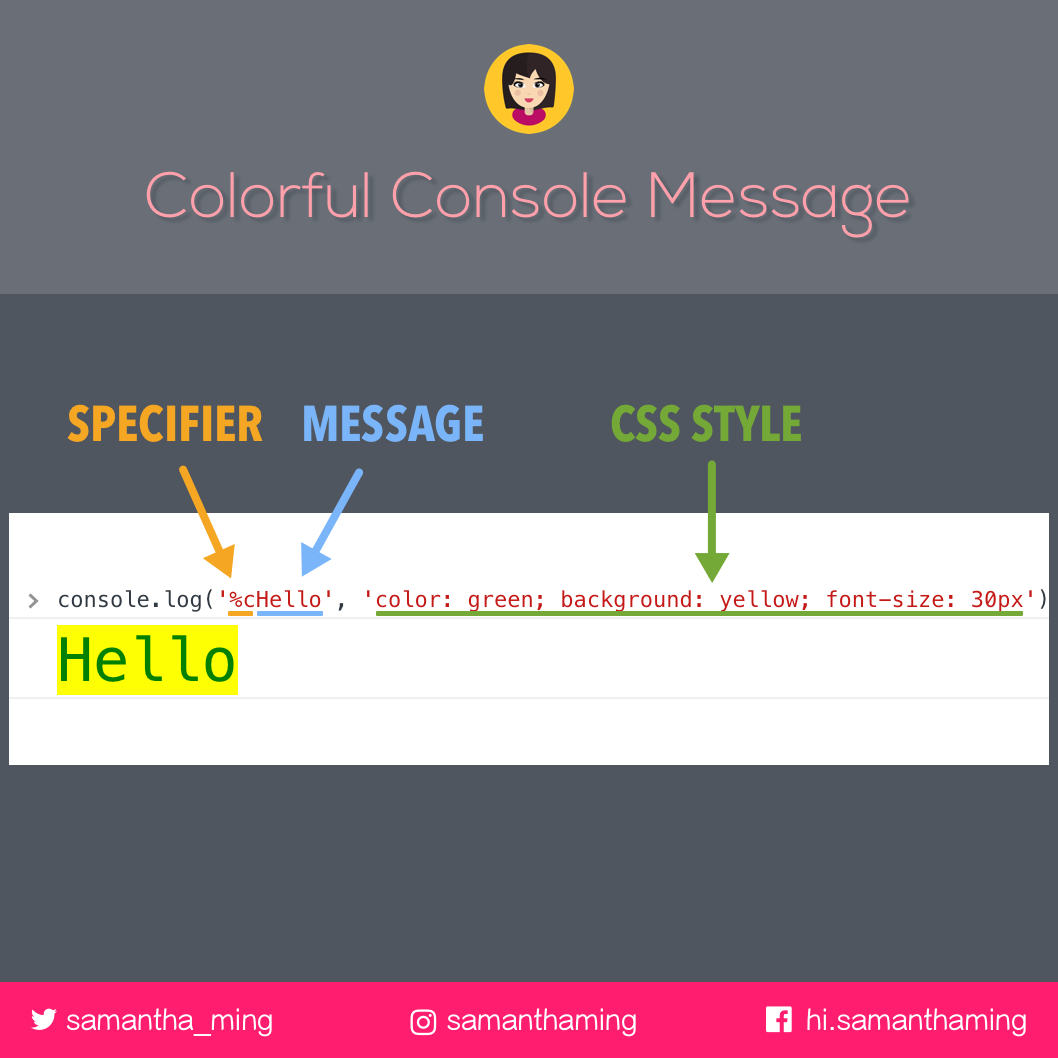 Colorful Console Message
SPECIFIER MESSAGE CSS STYLE
> console.log('%cHello', 'color: green; background: yellow; font-size: 30px')
Hello
samantha_ming samanthaming hi.samanthaming